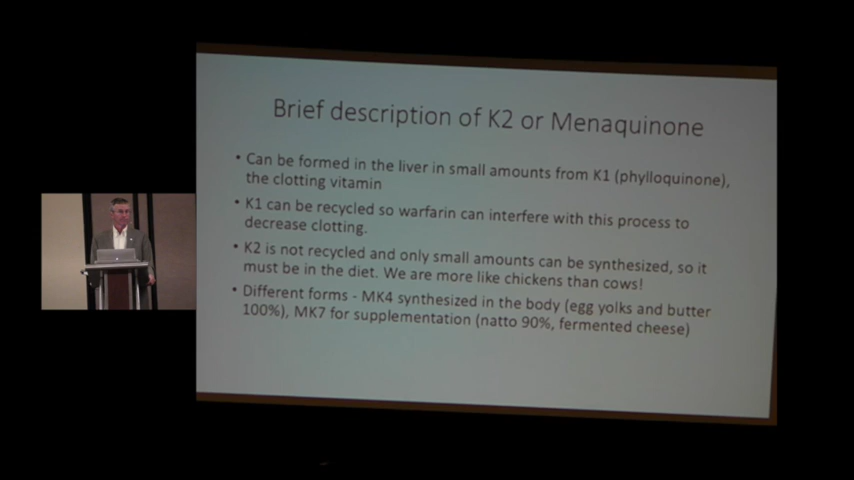 Brief description of K2 or Menaquinone
• Can be formed in the liver in small amounts from K1 (phylloquinone),
the clotting vitamin
• K1 can be recycled so warfarin can interfere with this process to
decrease clotting.
• K2 is not recycled and only small amounts can be synthesized, so it
must be in the diet. We are more like chickens than cows!
• Different forms - MK4 synthesized in the body (egg yolks and butter
100%), MK7 for supplementation (natto 90%, fermented cheese)